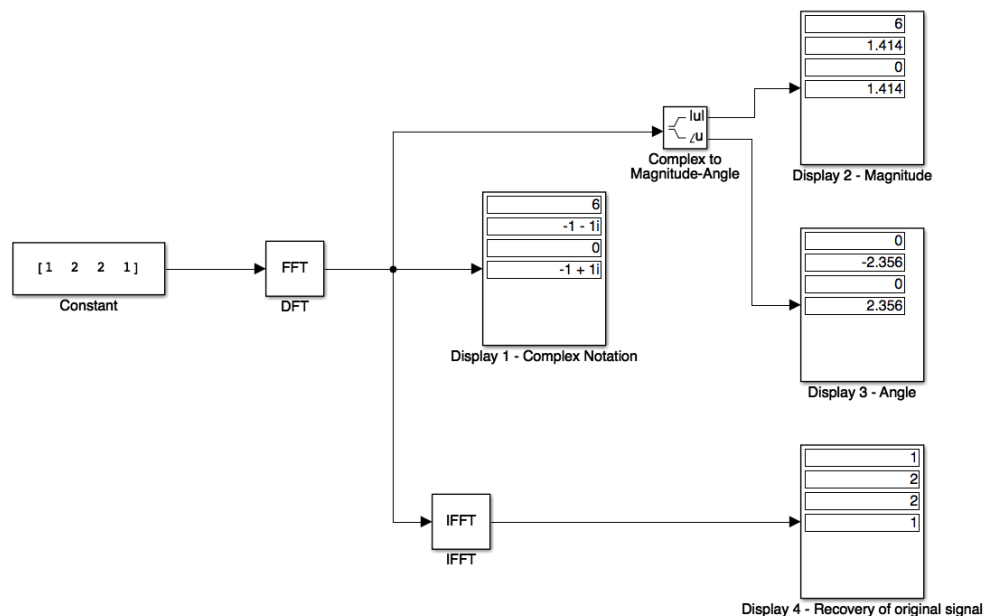 6
1.414
0
1.414
Display 2 - Magnitude
|u|
∠u
Complex to
Magnitude-Angle
6
-1 - 1i
0
-1 + 1i
Display 1 - Complex Notation
[1 2 2 1]
Constant
FFT
DFT
0
-2.356
0
2.356
Display 3 - Angle
IFFT
IFFT
1
2
2
1
Display 4 - Recovery of original signal